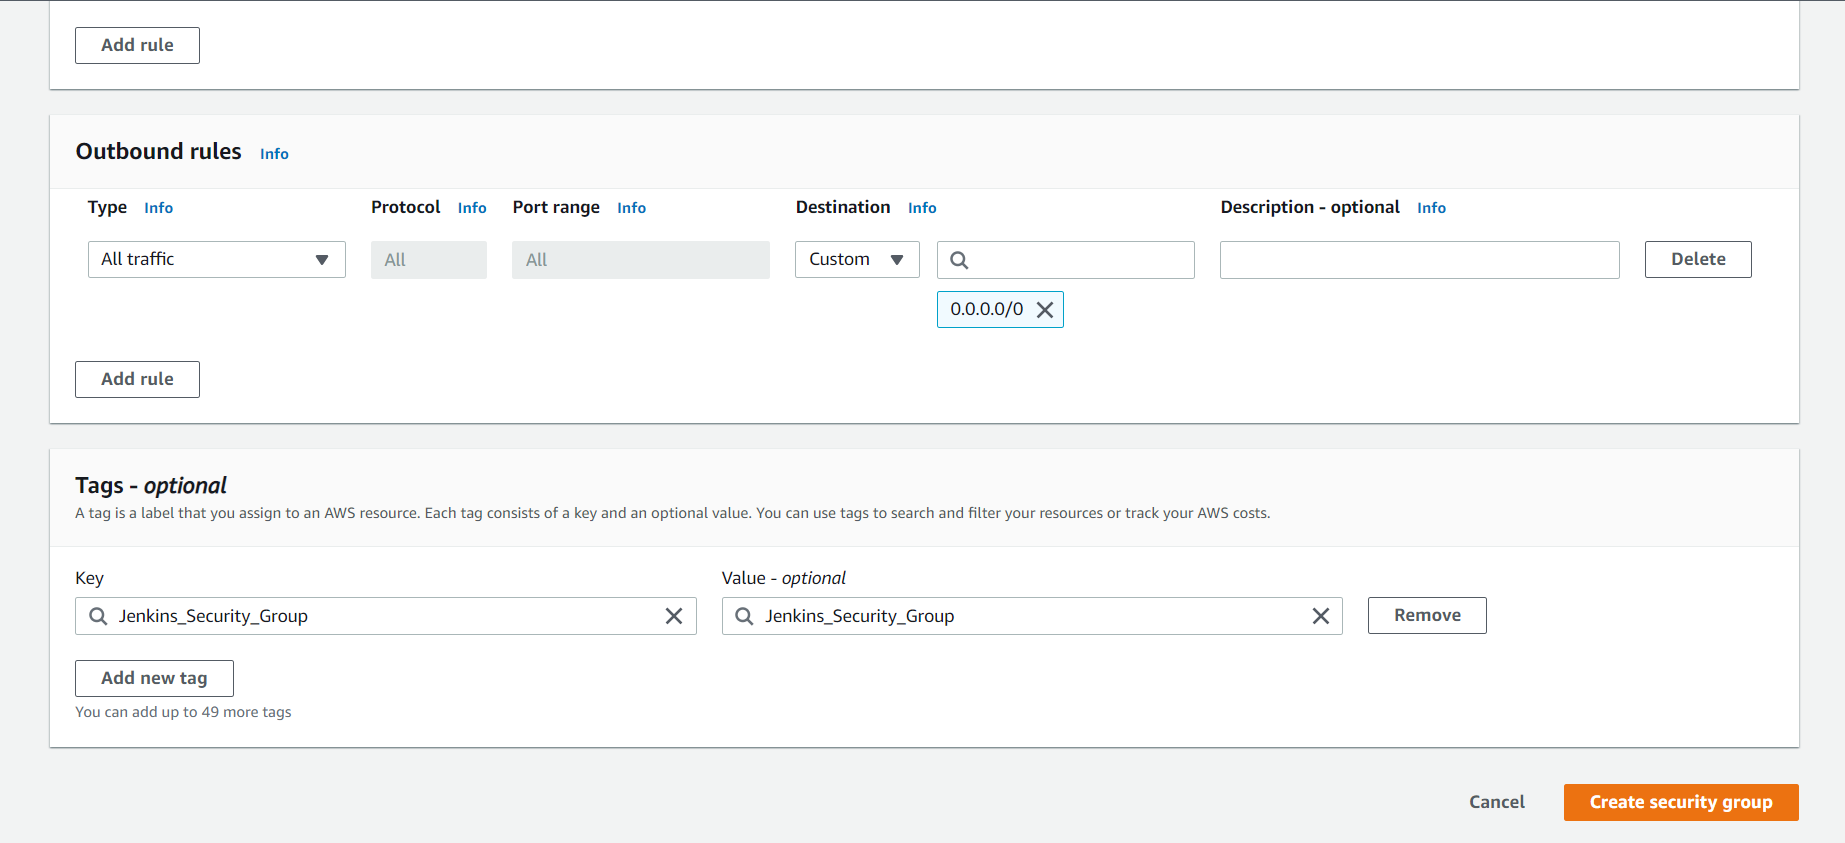 Add rule
Outbound rules Info
Type Info Protocol Info Port range Info Destination Info Description - optional Info
All traffic All All Custom Delete
0.0.0.0/0
Add rule
Tags - optional
A tag is a label that you assign to an AWS resource. Each tag consists of a key and an optional value. You can use tags to search and filter your resources or track your AWS costs.
Key Value - optional
Jenkins_Security_Group Jenkins_Security_Group Remove
Add new tag
You can add up to 49 more tags
Cancel Create security group